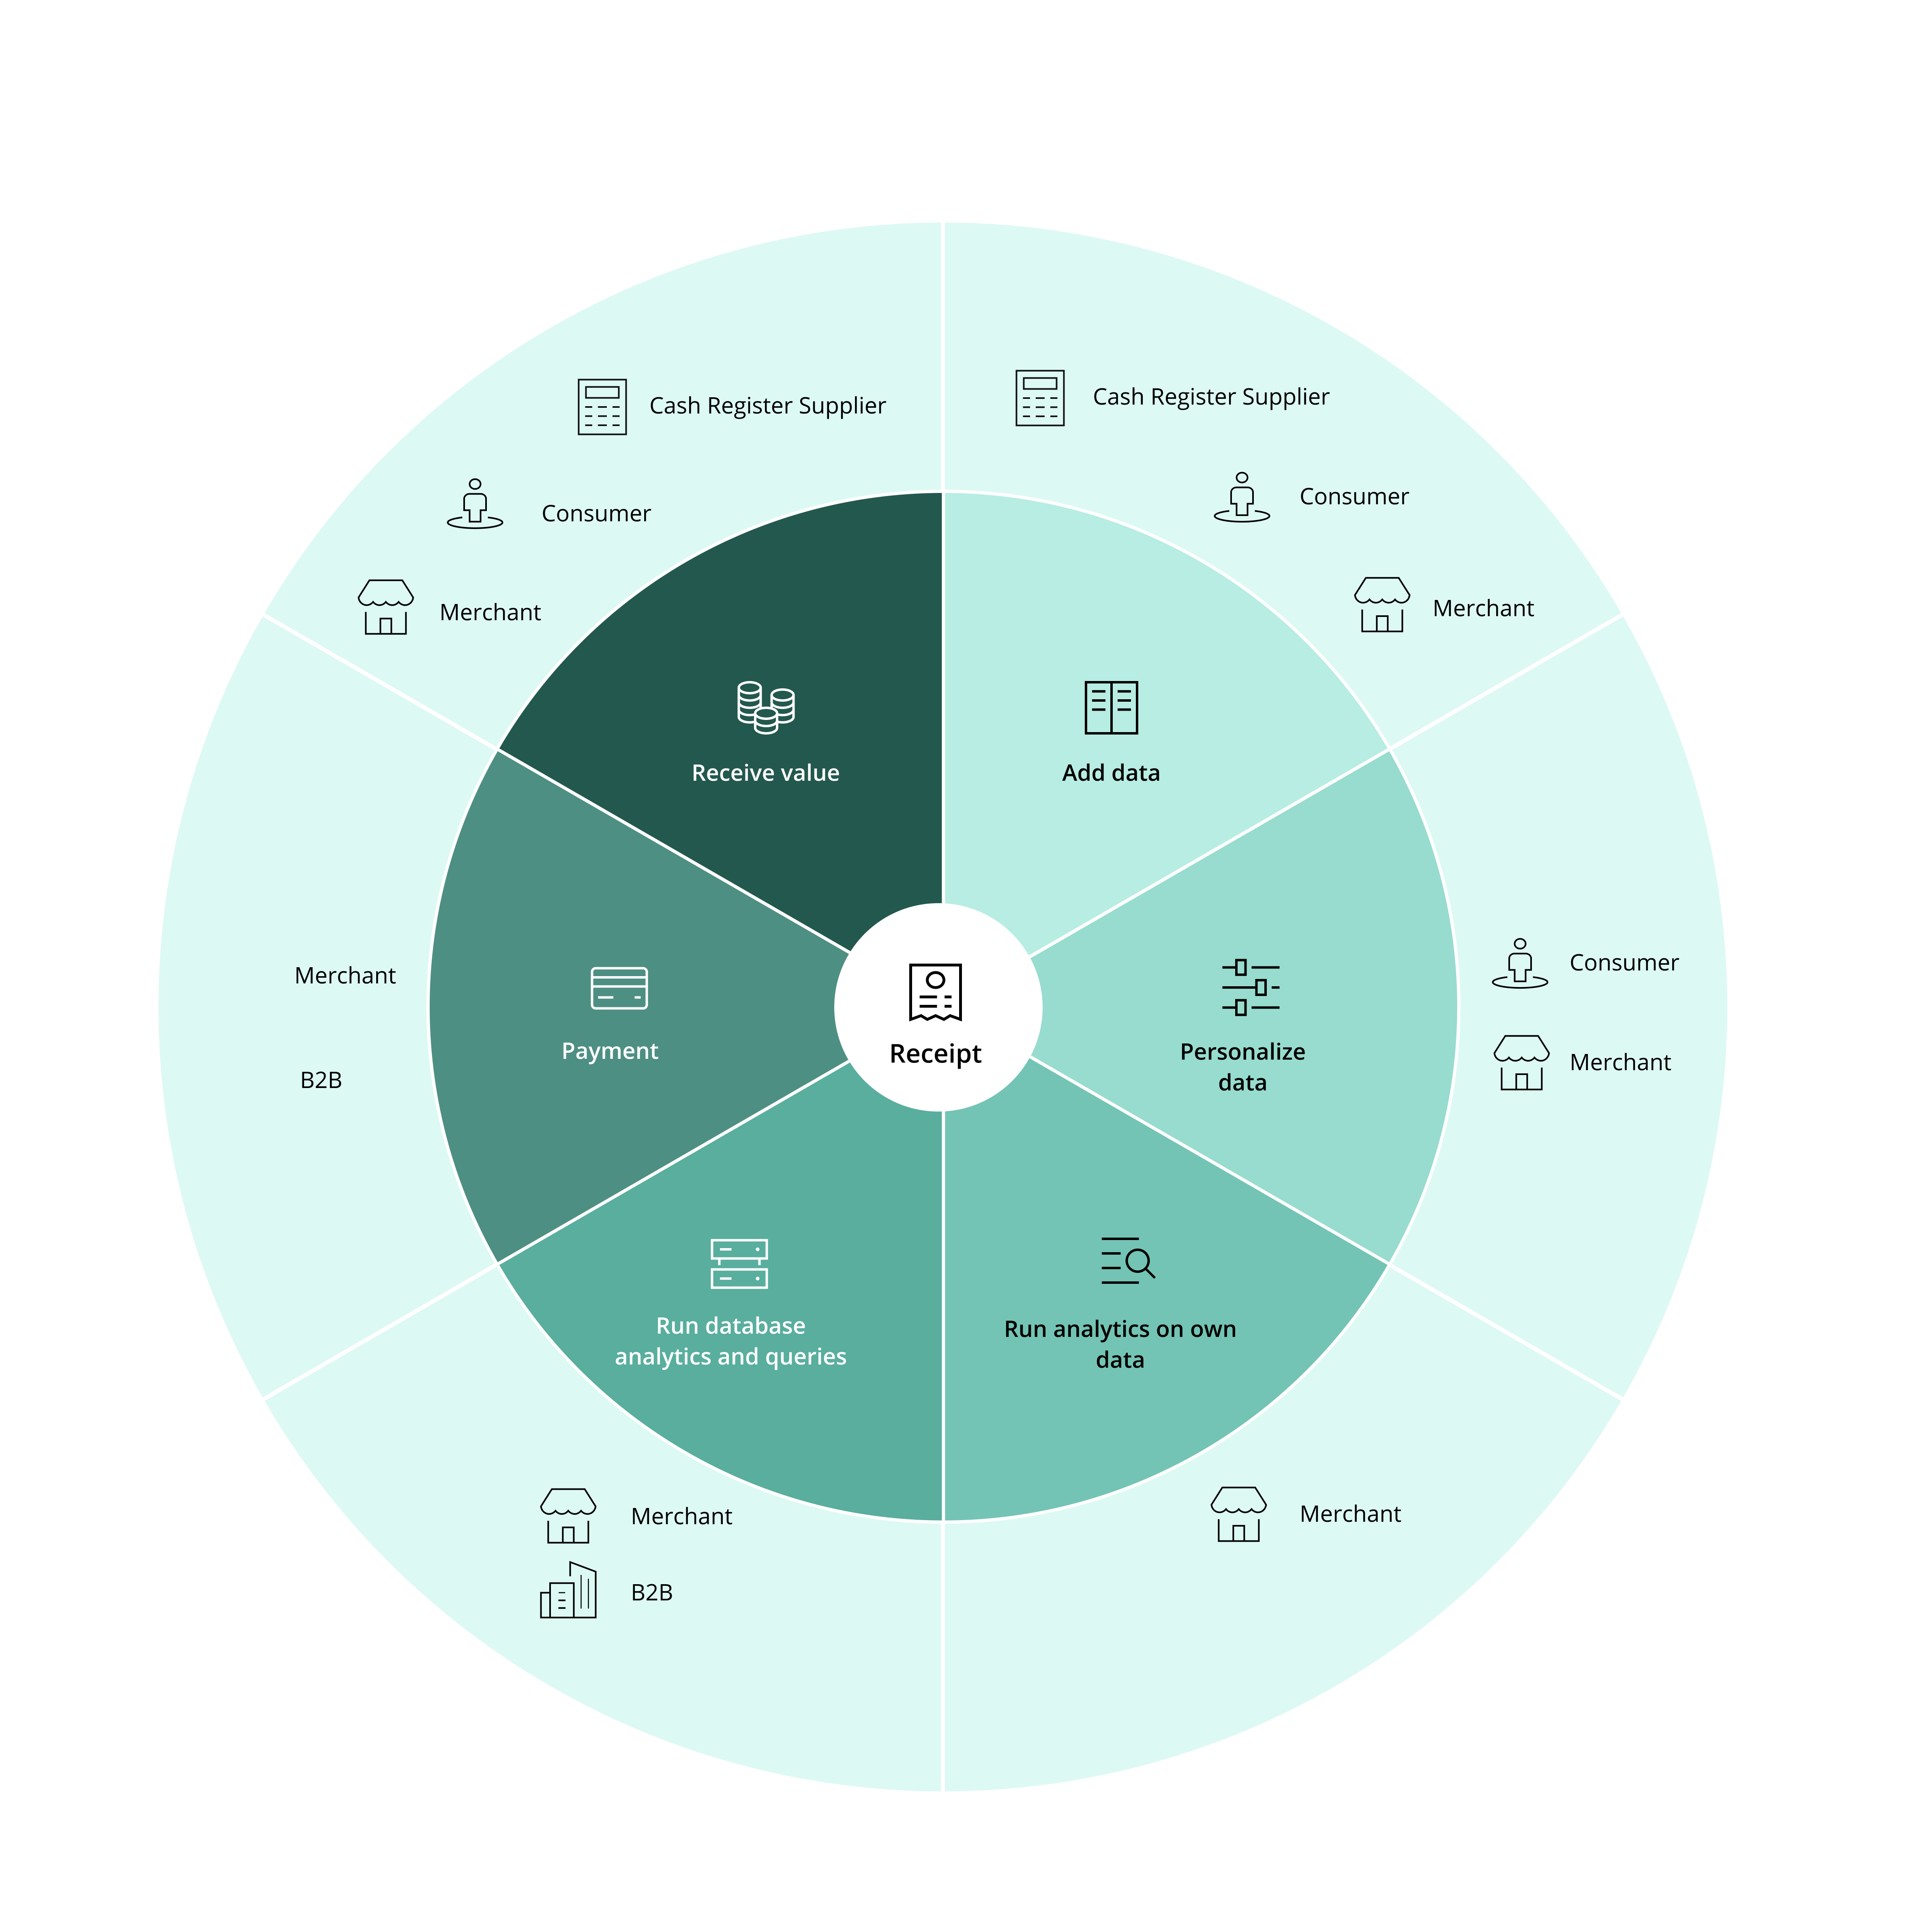 Cash Register Supplier
Cash Register Supplier
Consumer
Consumer
Merchant
Merchant
Receive value
Add data
Merchant
B2B
Payment
Receipt
Personalize
data
Consumer
Merchant
Run database
analytics and queries
Run analytics on own
data
Merchant
B2B
Merchant